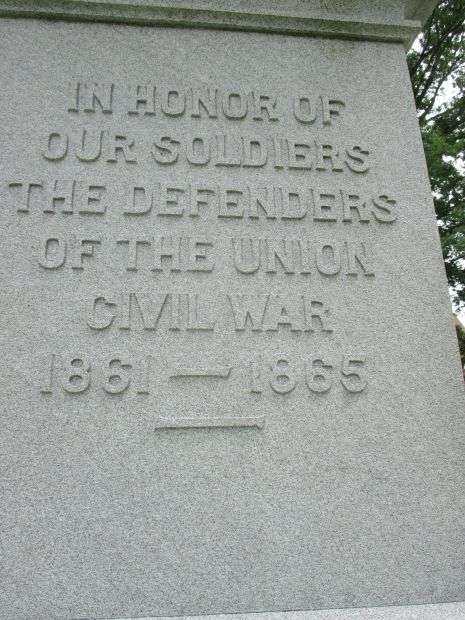 IN HONOR OF
OUR SOLDIERS
THE DEFENDERS
OF THE UNION
CIVIL WAR
1861 — 1865